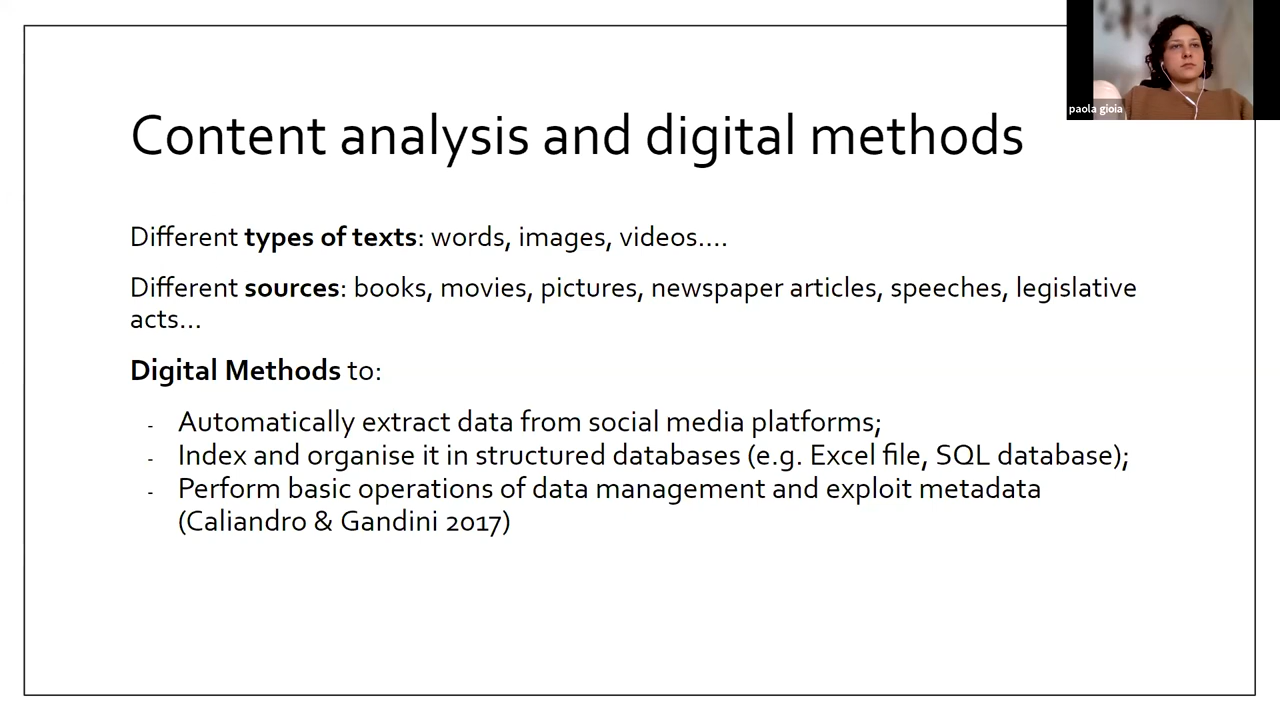 paola gioia
Content analysis and digital methods
Different types of texts: words, images, videos....
Different sources: books, movies, pictures, newspaper articles, speeches, legislative
acts...
Digital Methods to:
- Automatically extract data from social media platforms;
- Index and organise it in structured databases (e.g. Excel file, SQL database);
- Perform basic operations of data management and exploit metadata
(Caliandro & Gandini 2017)